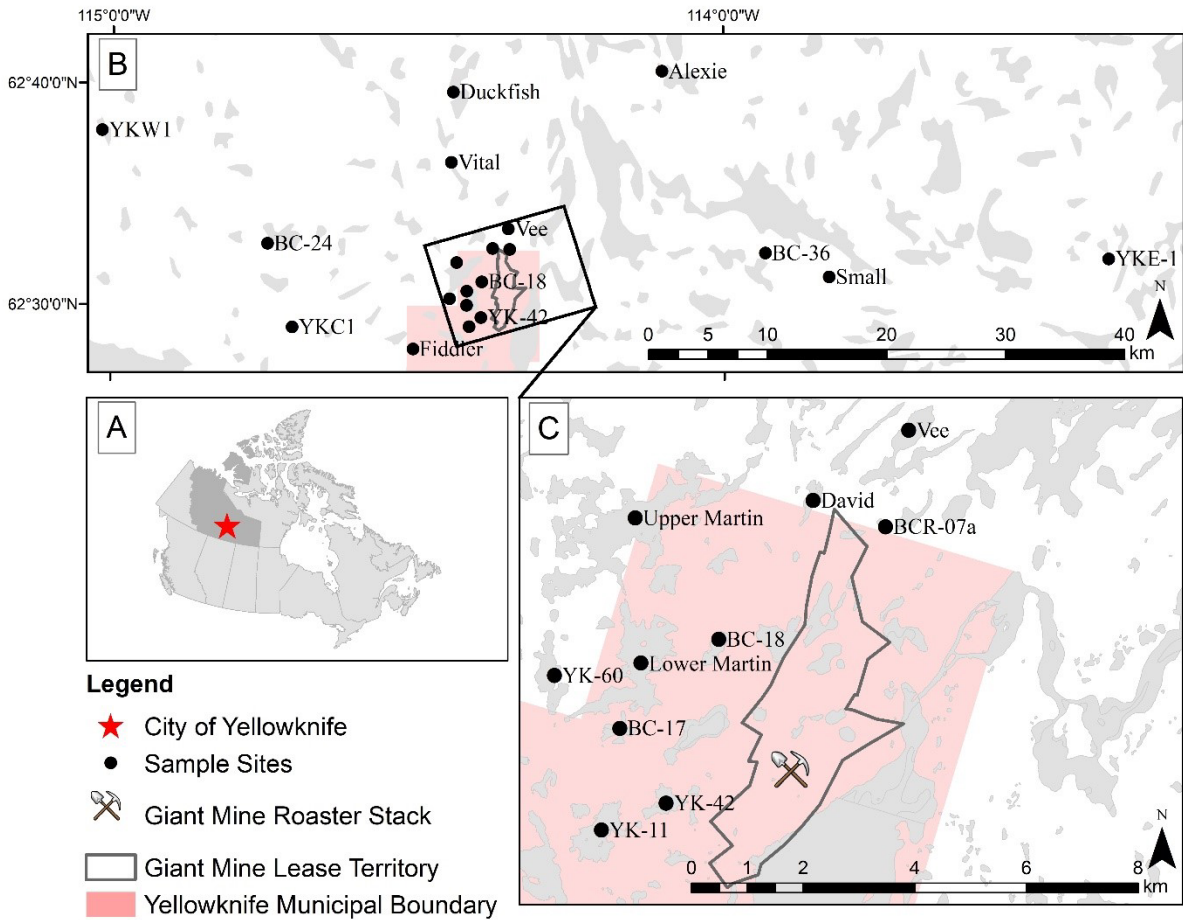 115°0'0"W
114°0'0"W
B
62°40'0"N
Alexie
Duckfish
YKW1
Vital
Vee
BC-24
BC-36
YKE-1
BC-18
Small
62°30'0"N
N
YK-42
YKC1
Fiddler
0 5 10 20 30 40
km
A
C
Vee
David
Upper Martin
BCR-07a
BC-18
Lower Martin
YK-60
BC-17
YK-42
YK-11
N
0 1 2 4 6 8
km
Legend
City of Yellowknife
Sample Sites
Giant Mine Roaster Stack
Giant Mine Lease Territory
Yellowknife Municipal Boundary